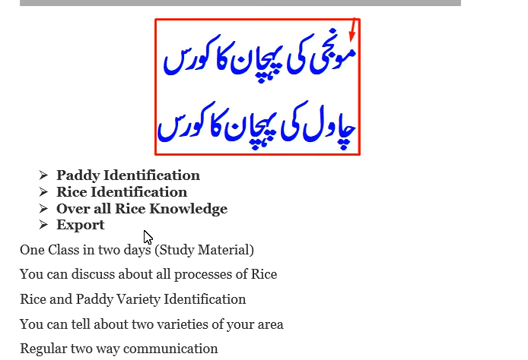 مونجی کی پہچان کا کورس
چاول کی پہچان کا کورس
Paddy Identification
Rice Identification
Over all Rice Knowledge
Export
One Class in two days (Study Material)
You can discuss about all processes of Rice
Rice and Paddy Variety Identification
You can tell about two varieties of your area
Regular two way communication